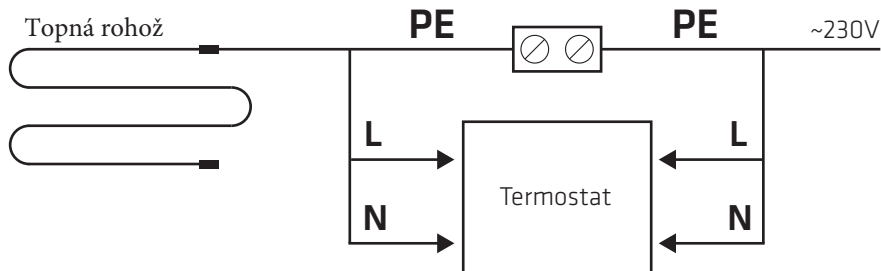 Topná rohož
PE
PE
~230V
L
L
Termostat
N
N